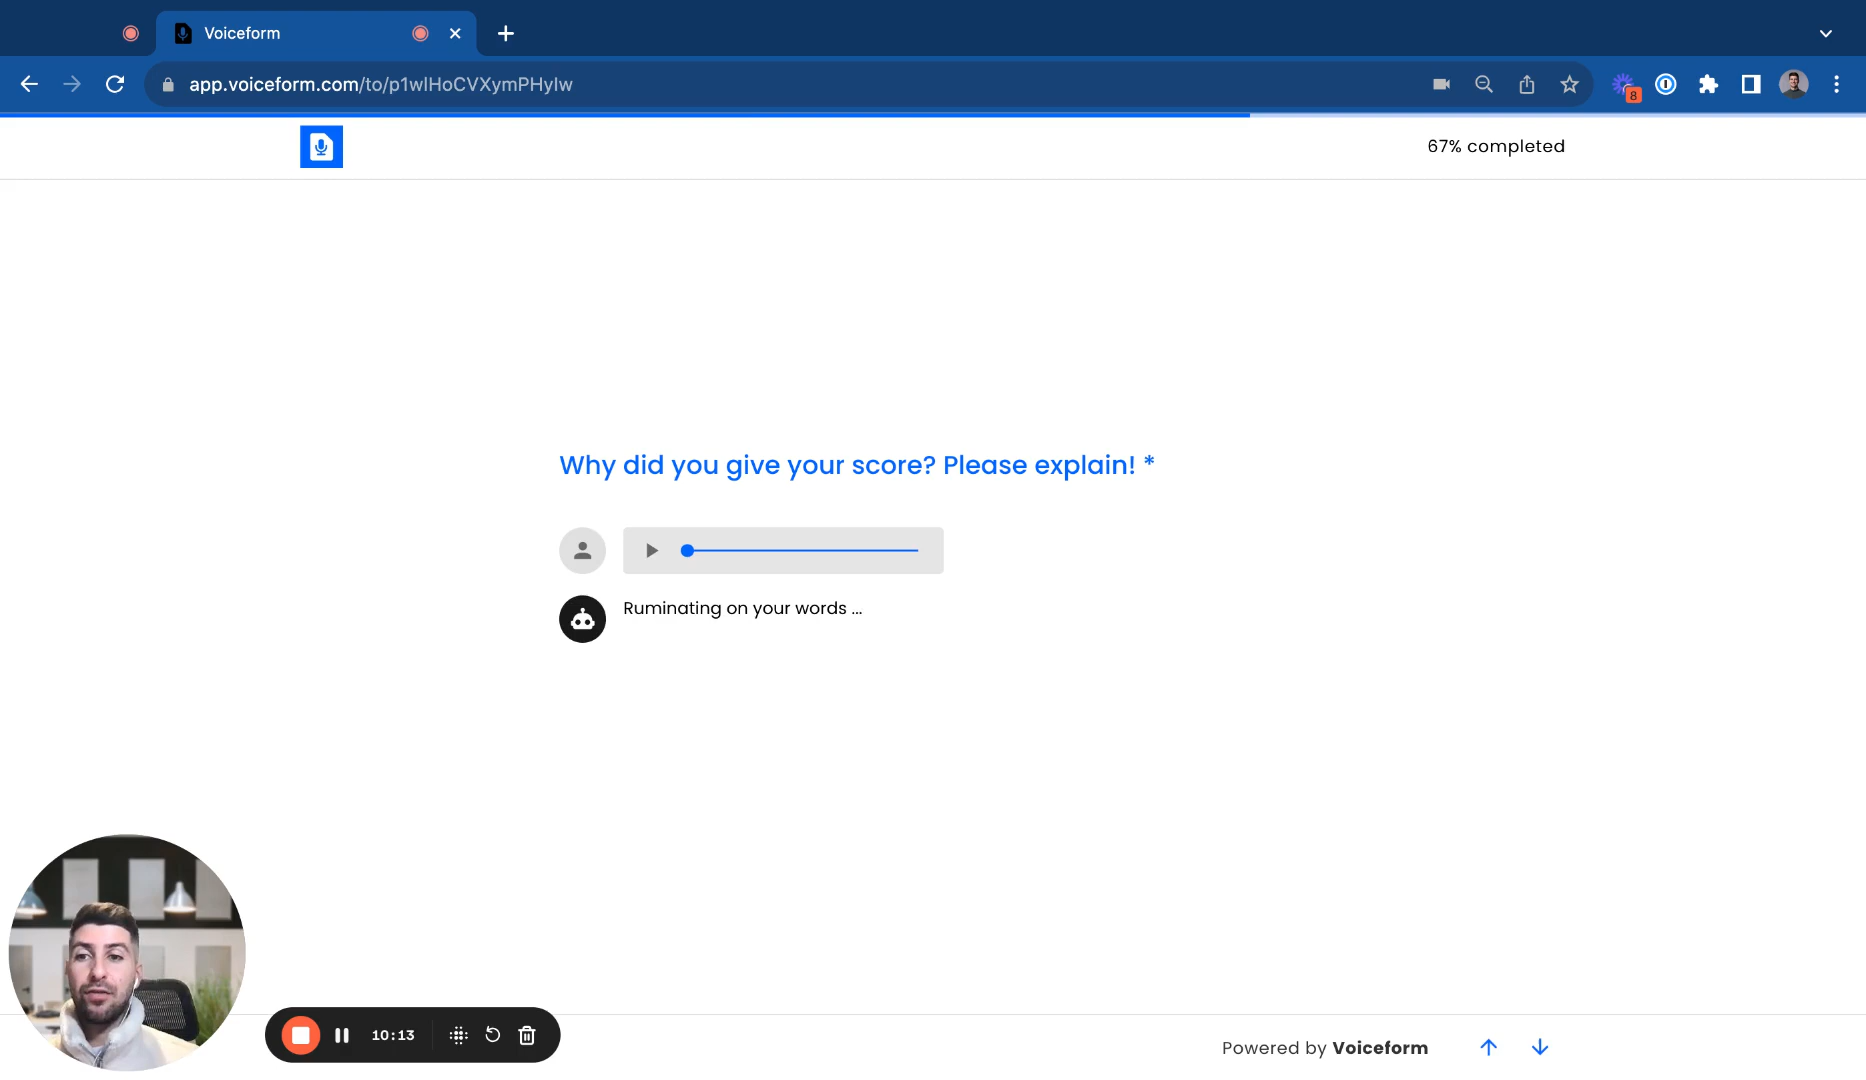 Voiceform
app.voiceform.com/to/p1wlHoCVXymPHylw
8
67% completed
Why did you give your score? Please explain! *
Ruminating on your words ...
10:13
Powered by Voiceform